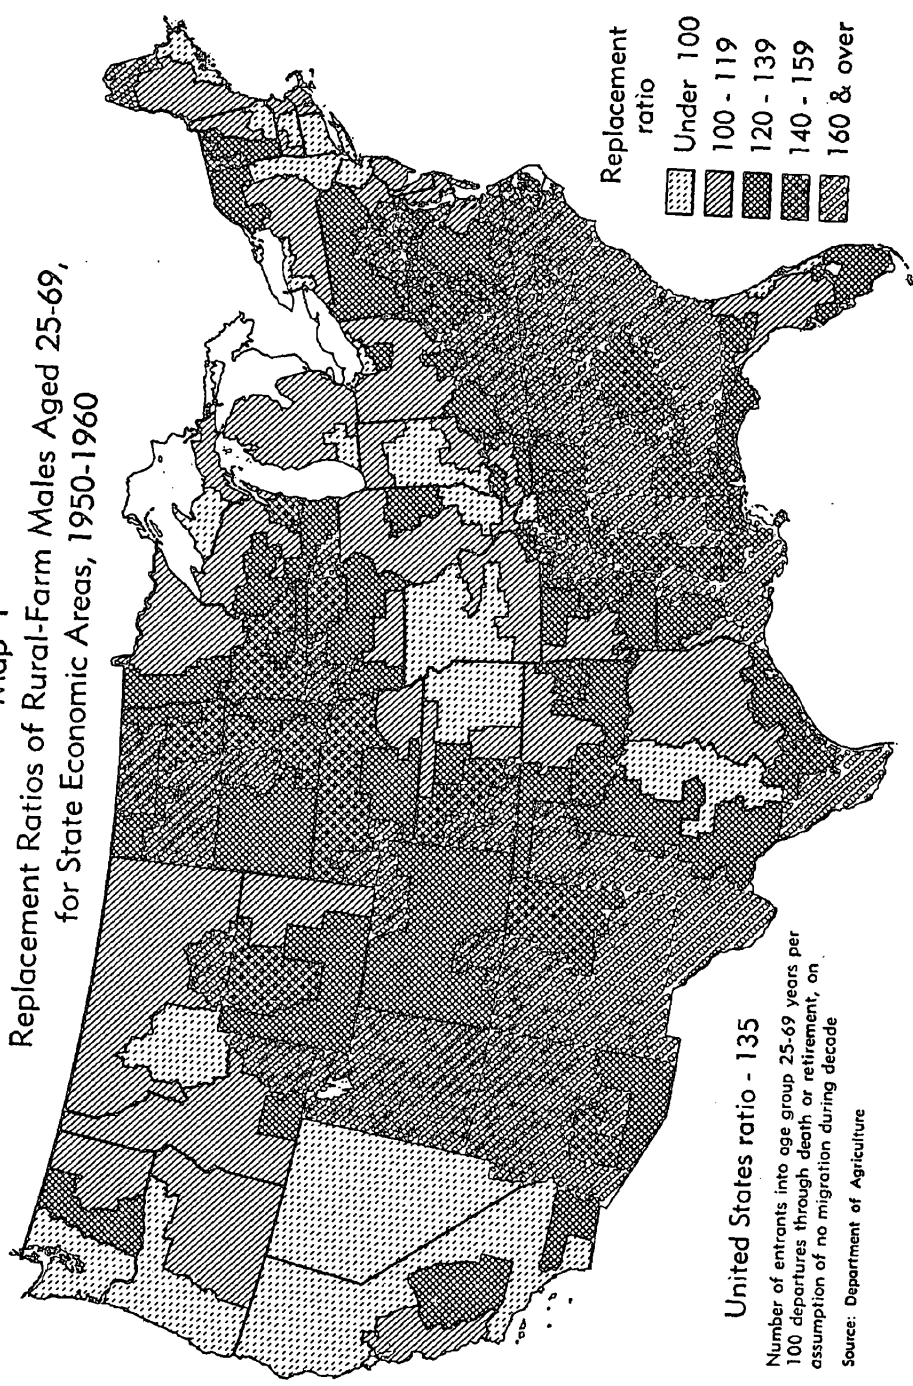 Replacement Ratios of Rural-Farm Males Aged 25-69,
for State Economic Areas, 1950-1960
Replacement
ratio
Under 100
100 - 119
120 - 139
140 - 159
160 & over
United States ratio - 135
Number of entrants into age group 25-69 years per
100 departures through death or retirement, on
assumption of no migration during decade
Source: Department of Agriculture